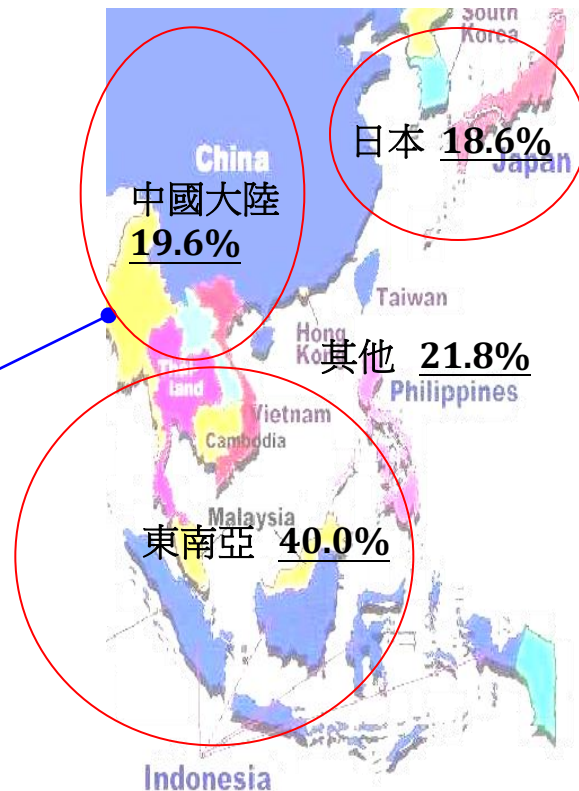 South
Korea
日本 18.6%
Japan
China
中國大陸
19.6%
Taiwan
Hong
其他 21.8%
Philippines
land
Vietnam
Cambodia
Malaysia
東南亞 40.0%
Indonesia